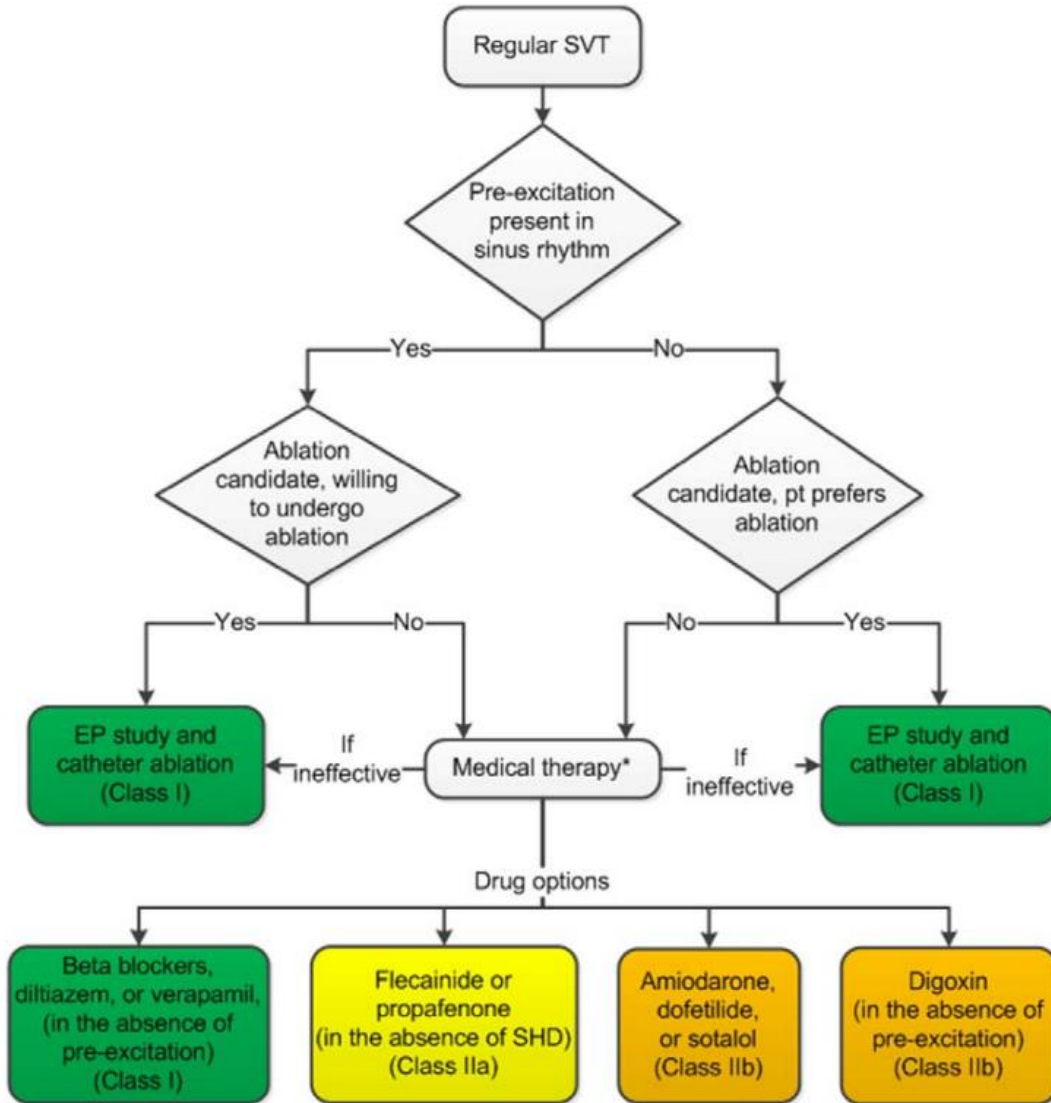 Regular SVT
Pre-excitation
present in
sinus rhythm
Yes
No
Ablation
candidate, willing
to undergo
ablation
Ablation
candidate, pt prefers
ablation
Yes
No
No
Yes
EP study and
catheter ablation
(Class I)
If
ineffective
Medical therapy*
If
ineffective
EP study and
catheter ablation
(Class I)
Drug options
Beta blockers,
diltiazem, or verapamil,
(in the absence of
pre-excitation)
(Class I)
Flecainide or
propafenone
(in the absence of SHD)
(Class IIa)
Amiodarone,
dofetilide,
or sotalol
(Class IIb)
Digoxin
(in the absence of
pre-excitation)
(Class IIb)